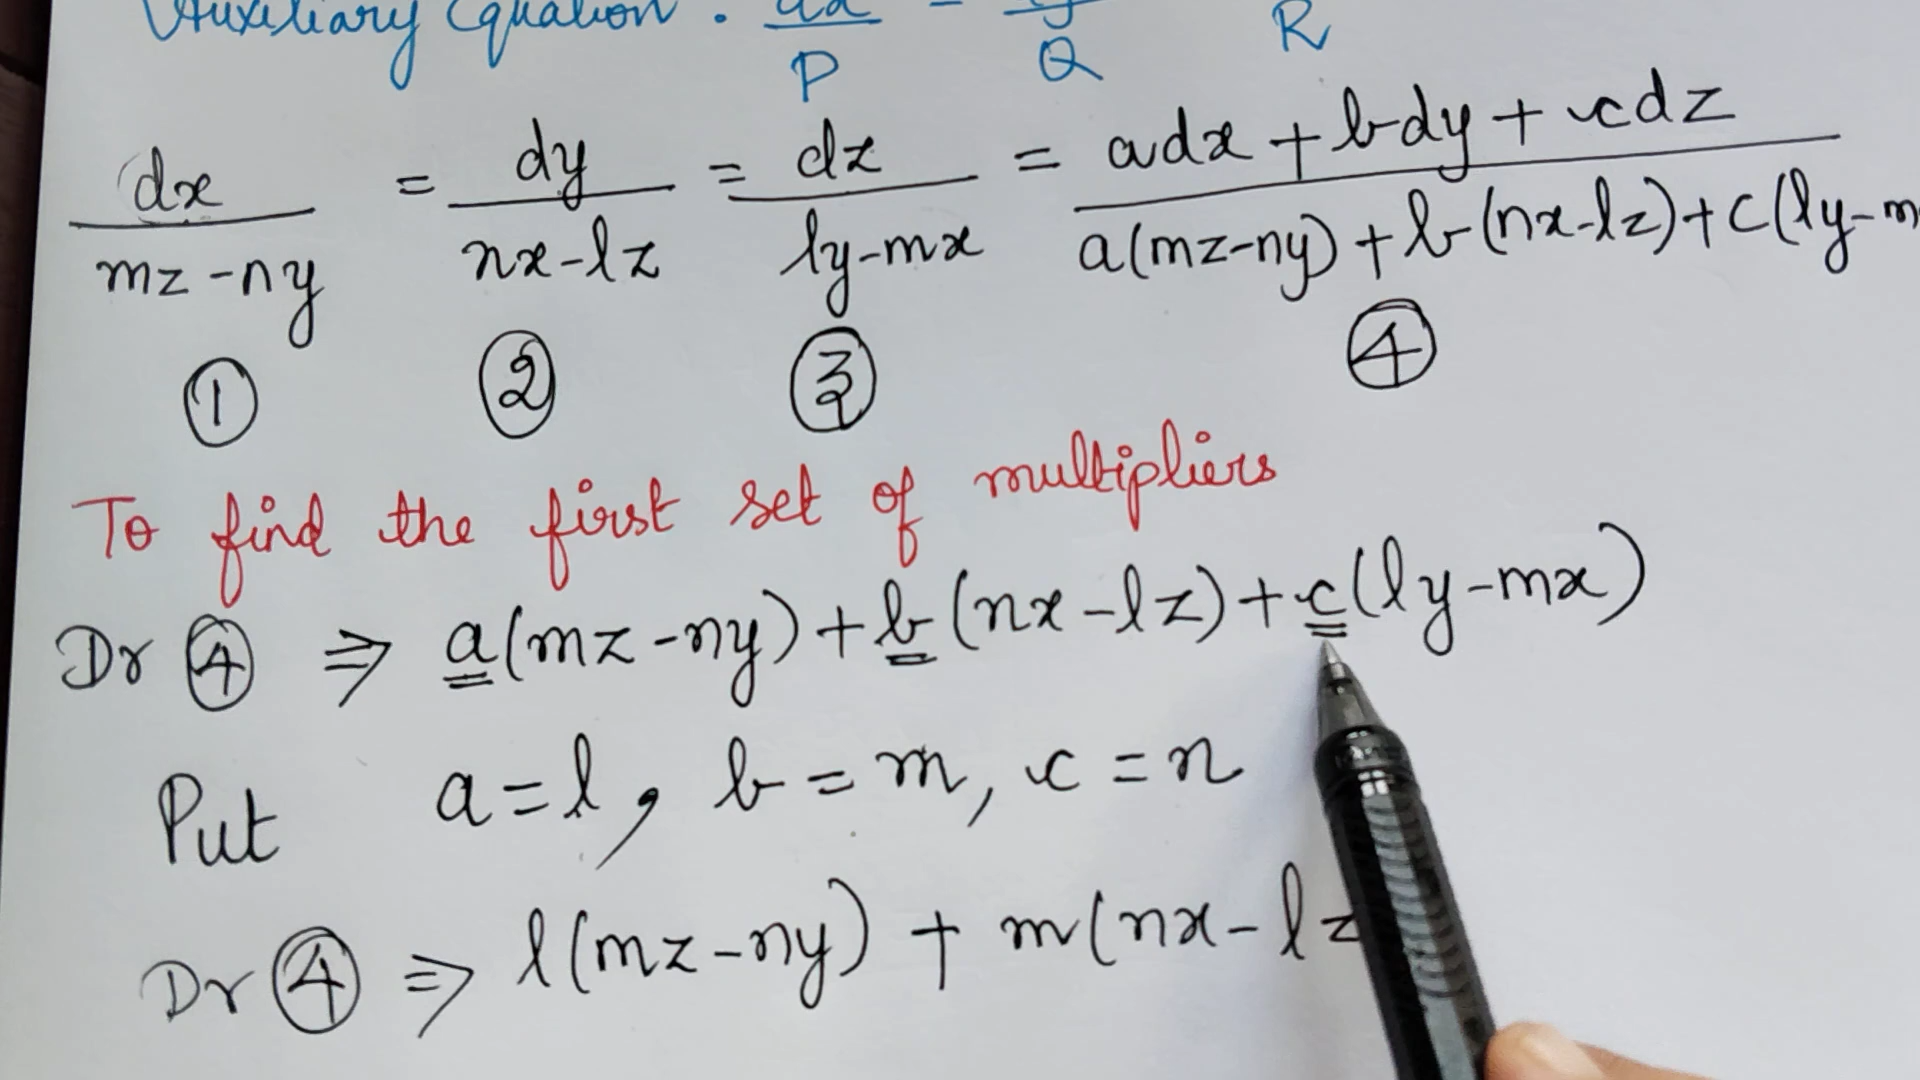 Auxiliary Equation : dx/P = dy/Q R
dx/(mz-ny) = dy/(nx-lz) = dz/(ly-mx) = (adx+bdy+cdz)/(a(mz-ny)+b(nx-lz)+c(ly-m
① ② ③ ④
To find the first set of multipliers
Dr ④ ⇒ a(mz-ny)+b(nx-lz)+c(ly-mx)
Put a=l, b=m, c=n
Dr ④ ⇒ l(mz-ny) + m(nx-lz